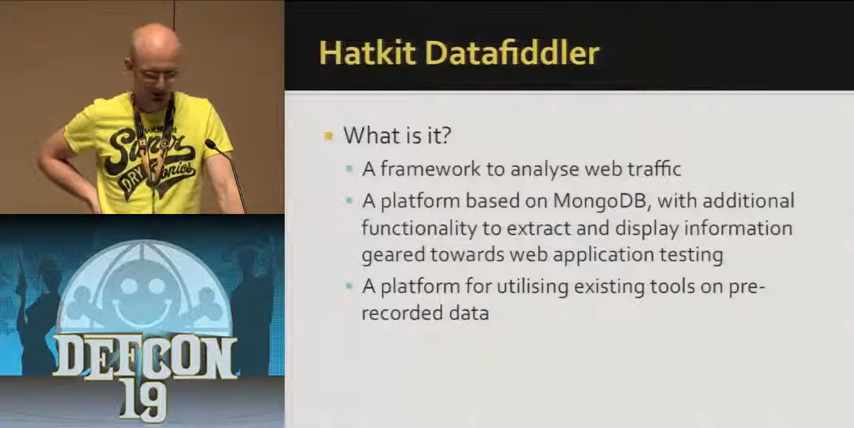 Hatkit Datafiddler
What is it?
A framework to analyse web traffic
A platform based on MongoDB, with additional
functionality to extract and display information
geared towards web application testing
A platform for utilising existing tools on pre-
recorded data
DRY
DEFCON
19